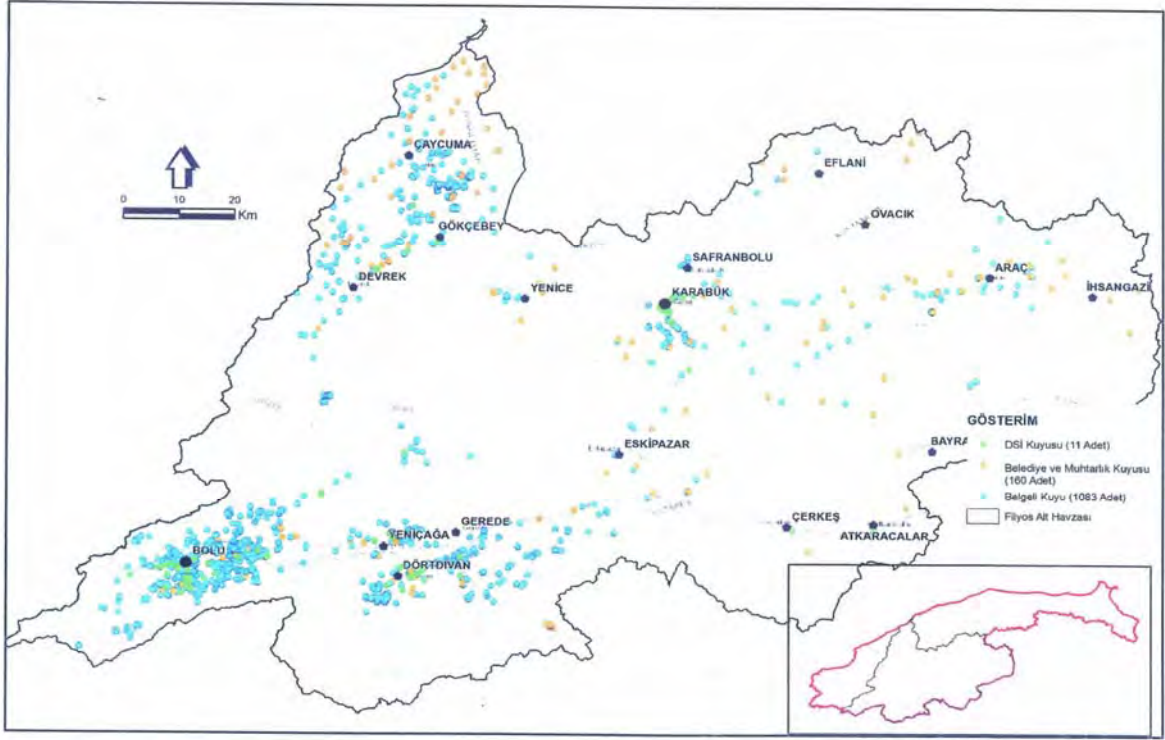 ÇAYCUMA
EFLANİ
0 10 20
Km
OVACIK
GÖKÇEBEY
SAFRANBOLU
DEVREK
YENİCE
KARABÜK
ARAÇ
İHSANGAZİ
GÖSTERİM
ESKİPAZAR
BAYRA
DSİ Kuyusu (11 Adet)
Belediye ve Muhtarlık Kuyusu
(160 Adet)
Belgeli Kuyu (1083 Adet)
Filyos Alt Havzası
GEREDE
ÇERKEŞ
ATKARACALAR
YENİÇAĞA
BOLU
DÖRTDİVAN